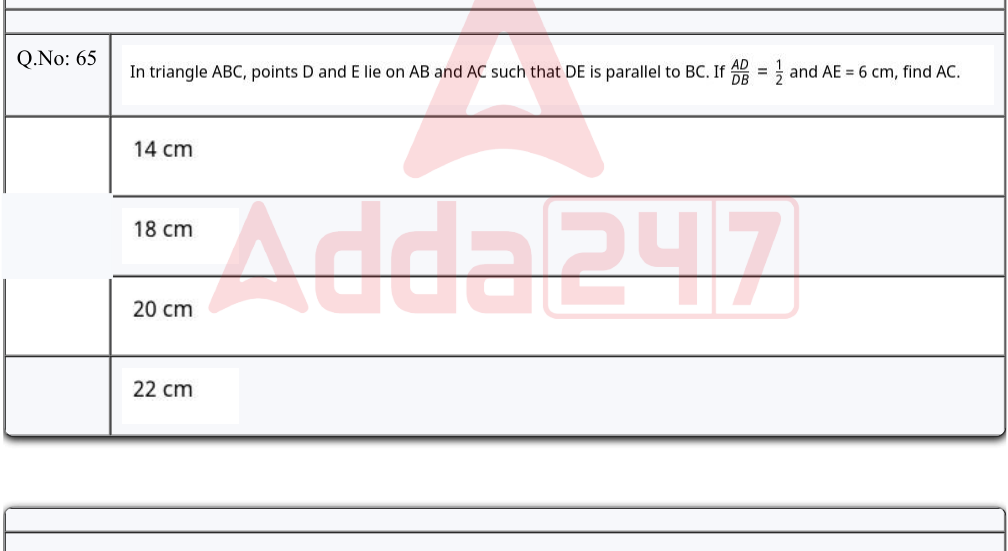 Q.No: 65
In triangle ABC, points D and E lie on AB and AC such that DE is parallel to BC. If AD/DB = 1/2 and AE = 6 cm, find AC.
14 cm
18 cm
20 cm
22 cm
Adda247